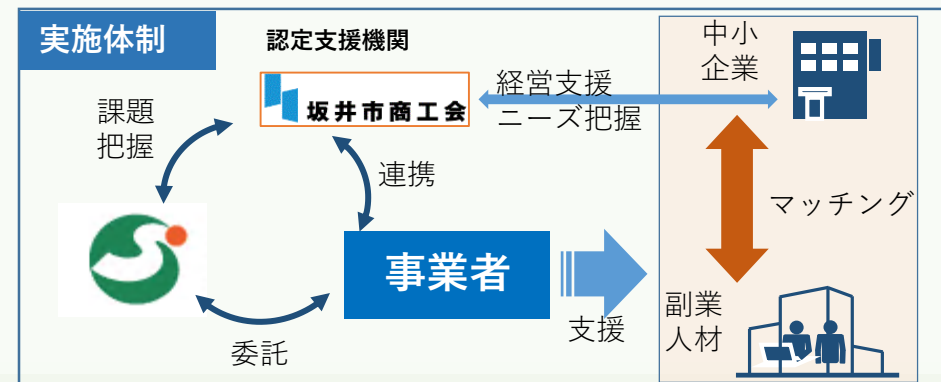 実施体制
認定支援機関
坂井市商工会
課題
把握
経営支援
ニーズ把握
中小
企業
連携
マッチング
事業者
支援
委託
副業
人材